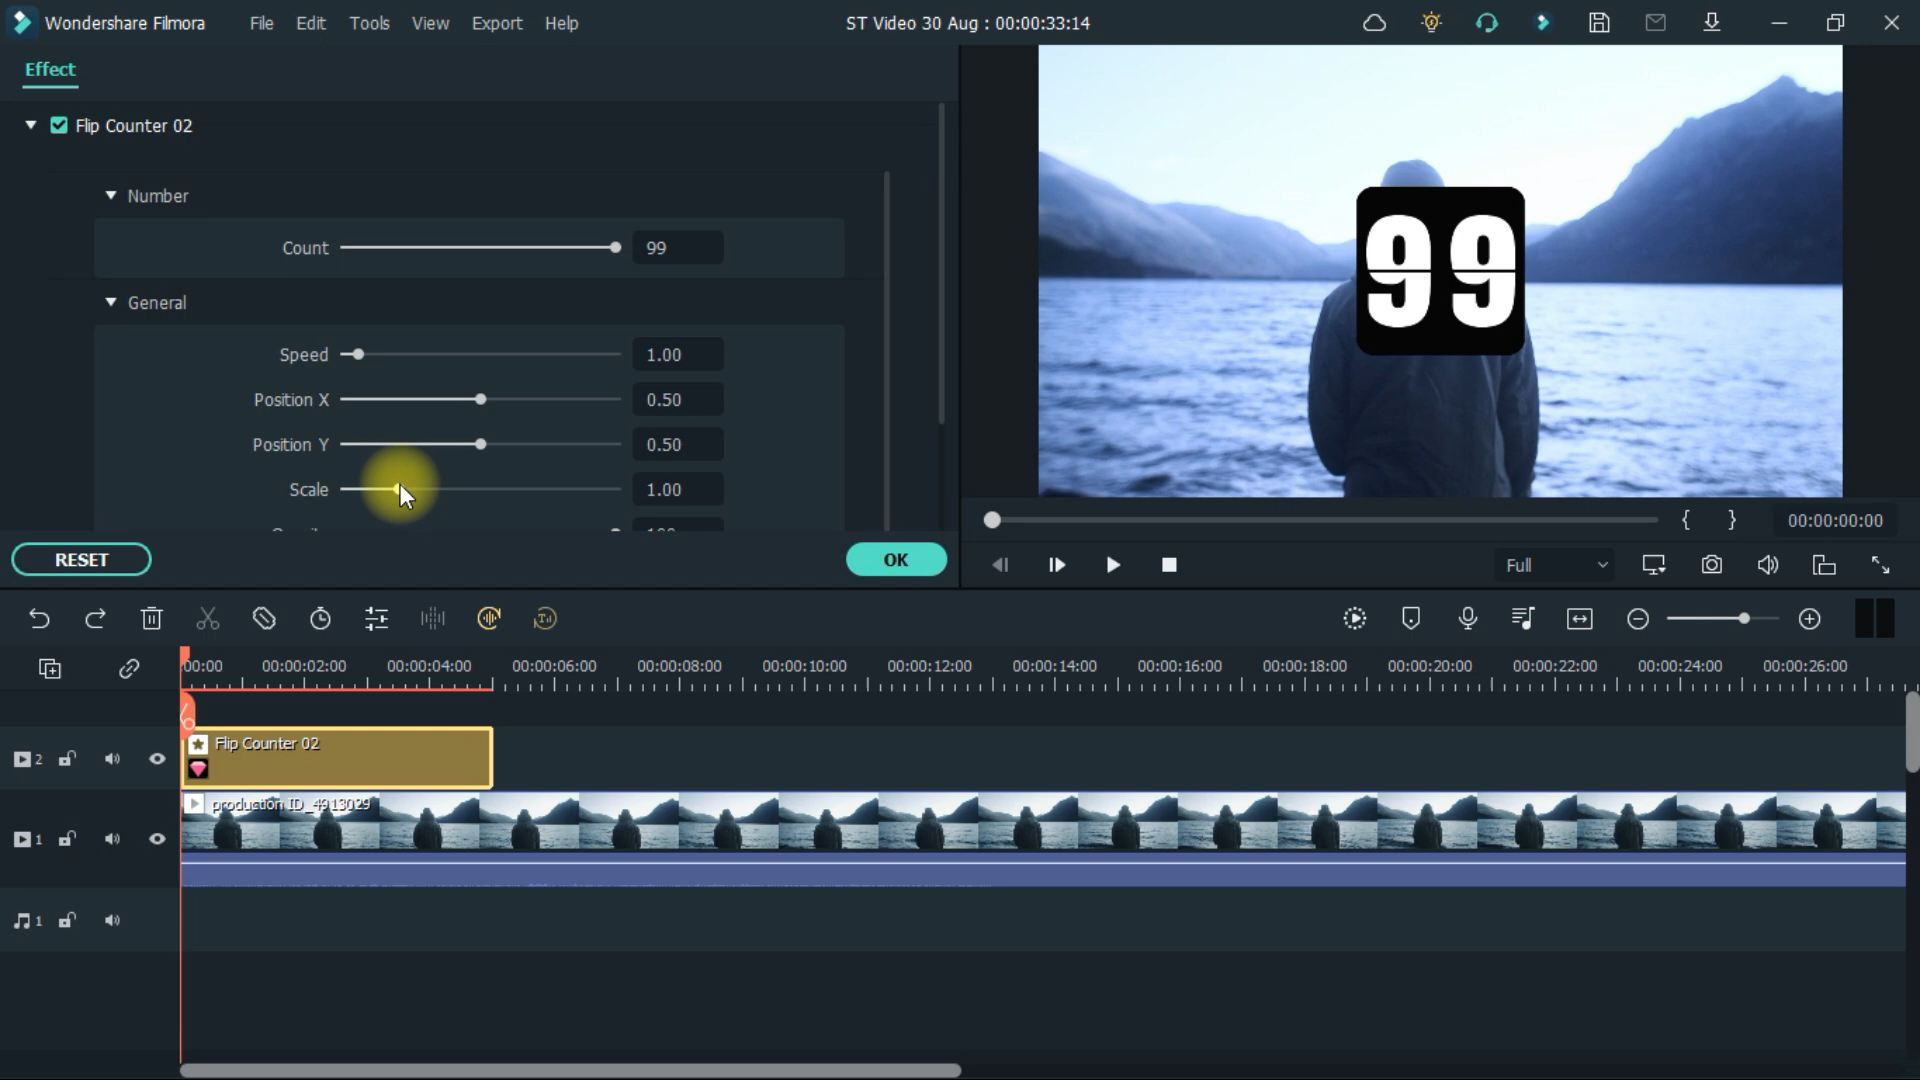 Wondershare Filmora File Edit Tools View Export Help ST Video 30 Aug : 00:00:33:14
Effect
Flip Counter 02
Number
Count 99
General
Speed 1.00
Position X 0.50
Position Y 0.50
Scale 1.00
RESET OK
99
{ } 00:00:00:00
Full
00:00 00:00:02:00 00:00:04:00 00:00:06:00 00:00:08:00 00:00:10:00 00:00:12:00 00:00:14:00 00:00:16:00 00:00:18:00 00:00:20:00 00:00:22:00 00:00:24:00 00:00:26:00
2 Flip Counter 02
production ID_4913029
1
1